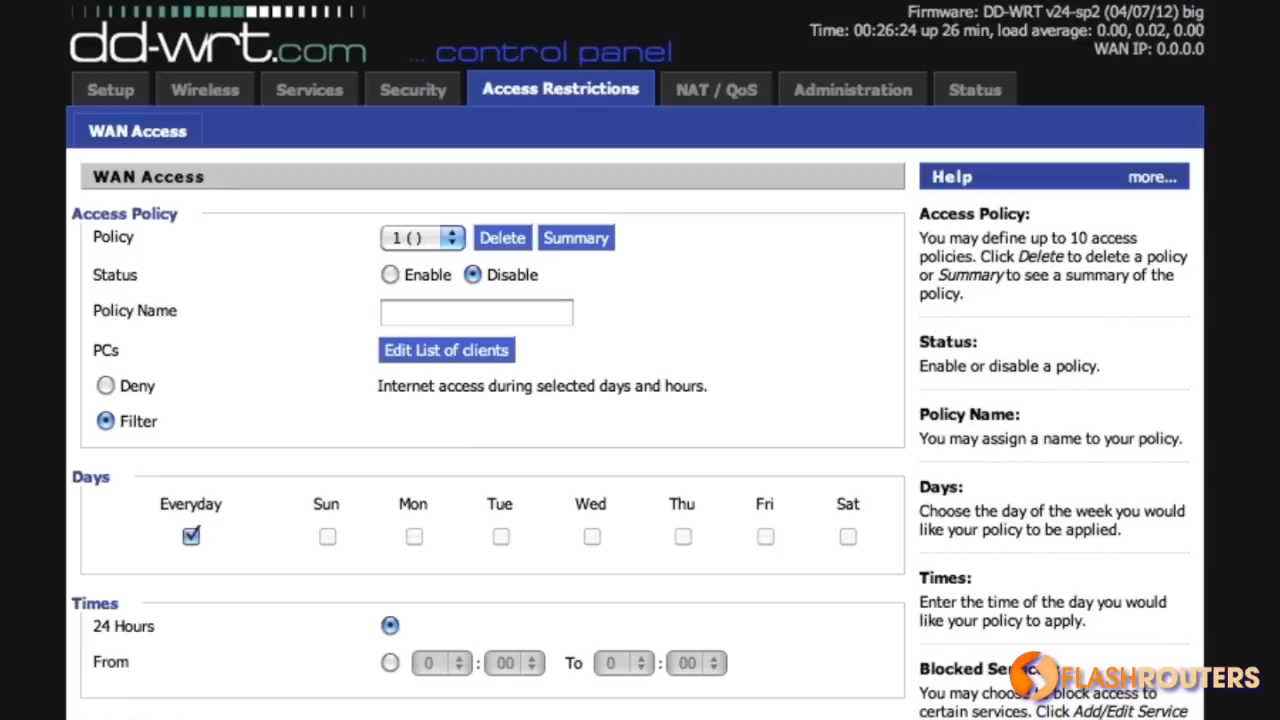 dd-wrt.com ... control panel
Firmware: DD-WRT v24-sp2 (04/07/12) big
Time: 00:26:24 up 26 min, load average: 0.00, 0.02, 0.00
WAN IP: 0.0.0.0
Setup Wireless Services Security Access Restrictions NAT / QoS Administration Status
WAN Access
WAN Access
Access Policy
Policy 1 () Delete Summary
Status Enable Disable
Policy Name
PCs Edit List of clients
Deny Internet access during selected days and hours.
Filter
Days
Everyday Sun Mon Tue Wed Thu Fri Sat
Times
24 Hours
From 0 : 00 To 0 : 00
Help more...
Access Policy:
You may define up to 10 access
policies. Click Delete to delete a policy
or Summary to see a summary of the
policy.
Status:
Enable or disable a policy.
Policy Name:
You may assign a name to your policy.
Days:
Choose the day of the week you would
like your policy to be applied.
Times:
Enter the time of the day you would
like your policy to apply.
Blocked
You may choose to block access to
certain services. Click Add/Edit Service
FLASHROUTERS